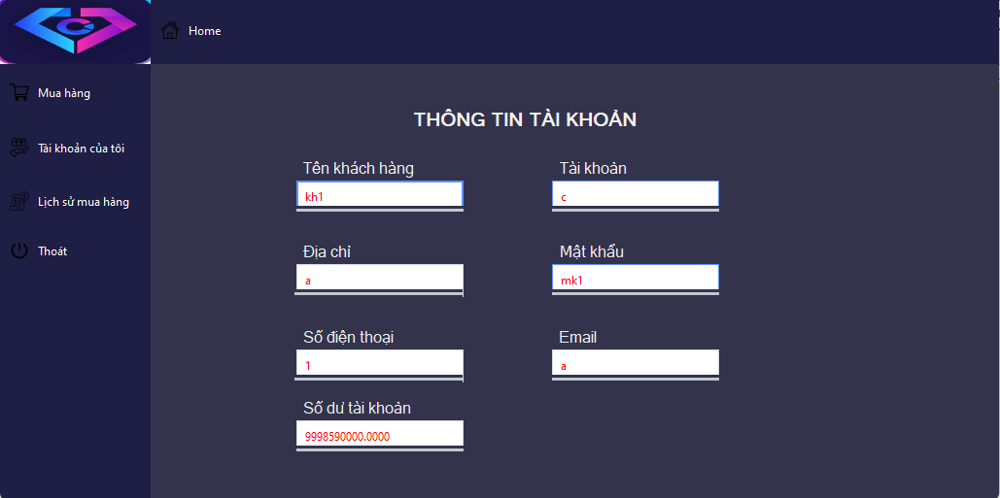 Home
Mua hàng
Tài khoản của tôi
Lịch sử mua hàng
Thoát
THÔNG TIN TÀI KHOẢN
Tên khách hàng
kh1
Tài khoản
c
Địa chỉ
a
Mật khẩu
mk1
Số điện thoại
1
Email
a
Số dư tài khoản
9998590000.0000